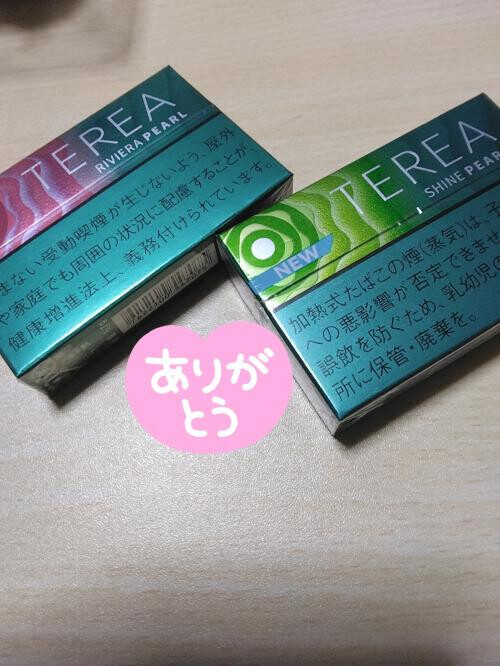 TEREA
RIVIERA PEARL
まない受動喫煙が生じないよう、屋外
や家庭でも周囲の状況に配慮することが
健康増進法上、義務付けられています。
TEREA
SHINE PEAR
NEW
加熱式たばこの煙(蒸気)は、
への悪影響が否定できませ
誤飲を防ぐため、乳幼児の
所に保管・廃棄を。
ありが
とう